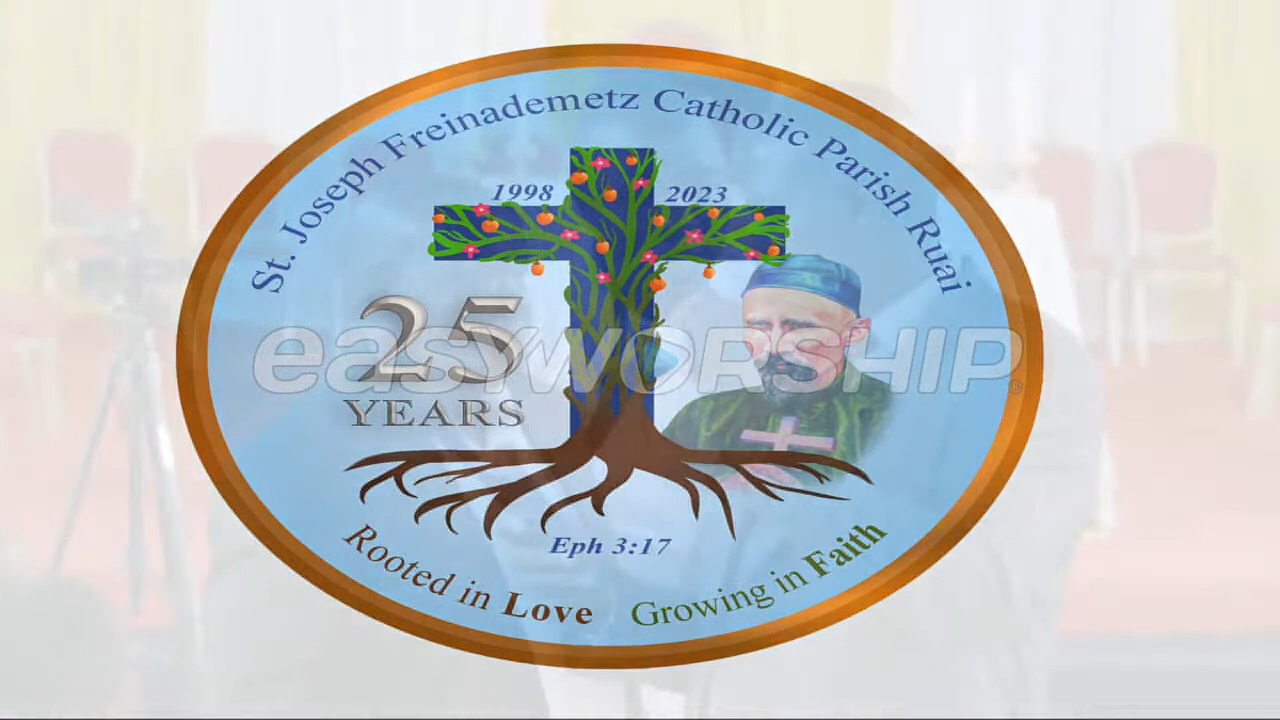 St. Joseph Freinademetz Catholic Parish Ruai
1998 2023
25
YEARS
easyWORSHIP®
Eph 3:17
Rooted in Love Growing in Faith